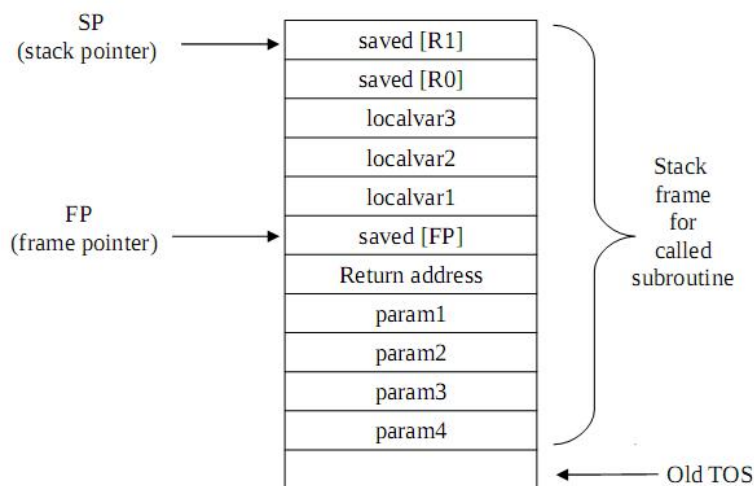 SP
(stack pointer)
saved [R1]
saved [R0]
localvar3
localvar2
localvar1
FP
(frame pointer)
saved [FP]
Return address
param1
param2
param3
param4
Stack
frame
for
called
subroutine
Old TOS